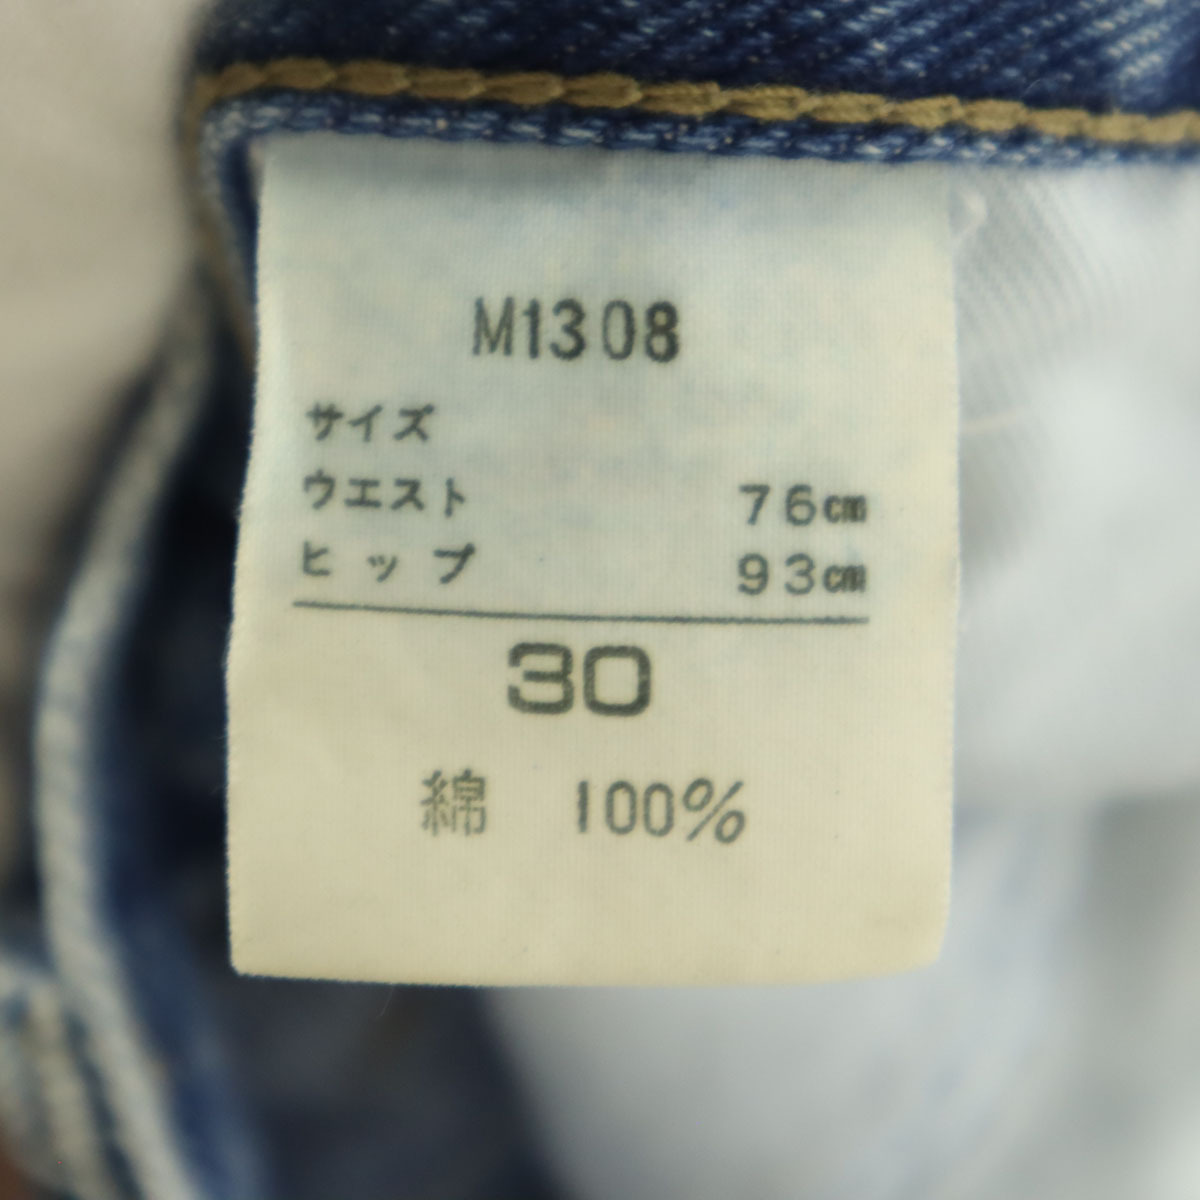 M1308
サイズ
ウエスト 76㎝
ヒップ 93㎝
30
綿 100%